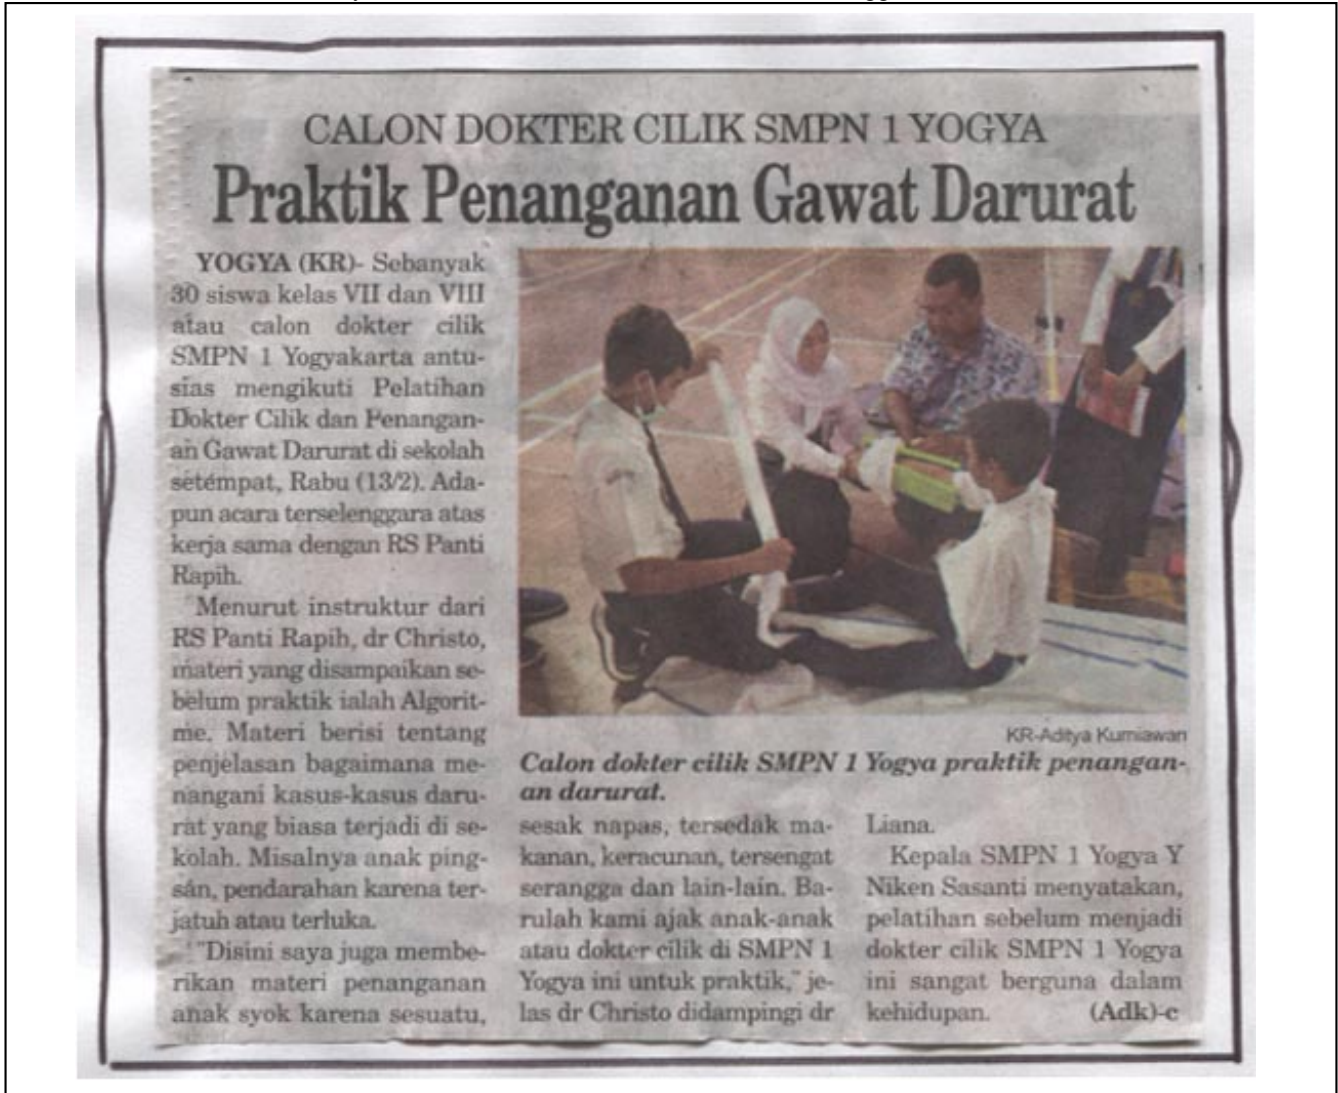 CALON DOKTER CILIK SMPN 1 YOGYA
Praktik Penanganan Gawat Darurat
YOGYA (KR)- Sebanyak
30 siswa kelas VII dan VIII
atau calon dokter cilik
SMPN 1 Yogyakarta antu-
sias mengikuti Pelatihan
Dokter Cilik dan Penangan-
an Gawat Darurat di sekolah
setempat, Rabu (13/2). Ada-
pun acara terselenggara atas
kerja sama dengan RS Panti
Rapih.
Menurut instruktur dari
RS Panti Rapih, dr Christo,
materi yang disampaikan se-
belum praktik ialah Algorit-
me. Materi berisi tentang
penjelasan bagaimana me-
nangani kasus-kasus daru-
rat yang biasa terjadi di se-
kolah. Misalnya anak ping-
san, pendarahan karena ter-
jatuh atau terluka.
"Disini saya juga membe-
rikan materi penanganan
anak syok karena sesuatu,
KR-Aditya Kurniawan
Calon dokter cilik SMPN 1 Yogya praktik penangan-
an darurat.
sesak napas, tersedak ma-
kanan, keracunan, tersengat
serangga dan lain-lain. Ba-
rulah kami ajak anak-anak
atau dokter cilik di SMPN 1
Yogya ini untuk praktik," je-
las dr Christo didampingi dr
Liana.
Kepala SMPN 1 Yogya Y
Niken Sasanti menyatakan,
pelatihan sebelum menjadi
dokter cilik SMPN 1 Yogya
ini sangat berguna dalam
kehidupan. (Adk)-c